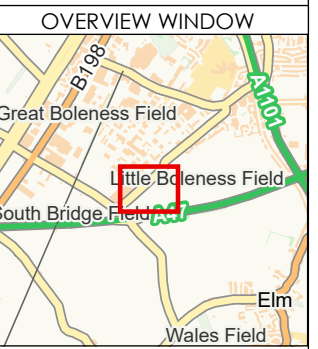 OVERVIEW WINDOW
B198
A1101
Great Boleness Field
Little Boleness Field
South Bridge Field
A47
Elm
Wales Field